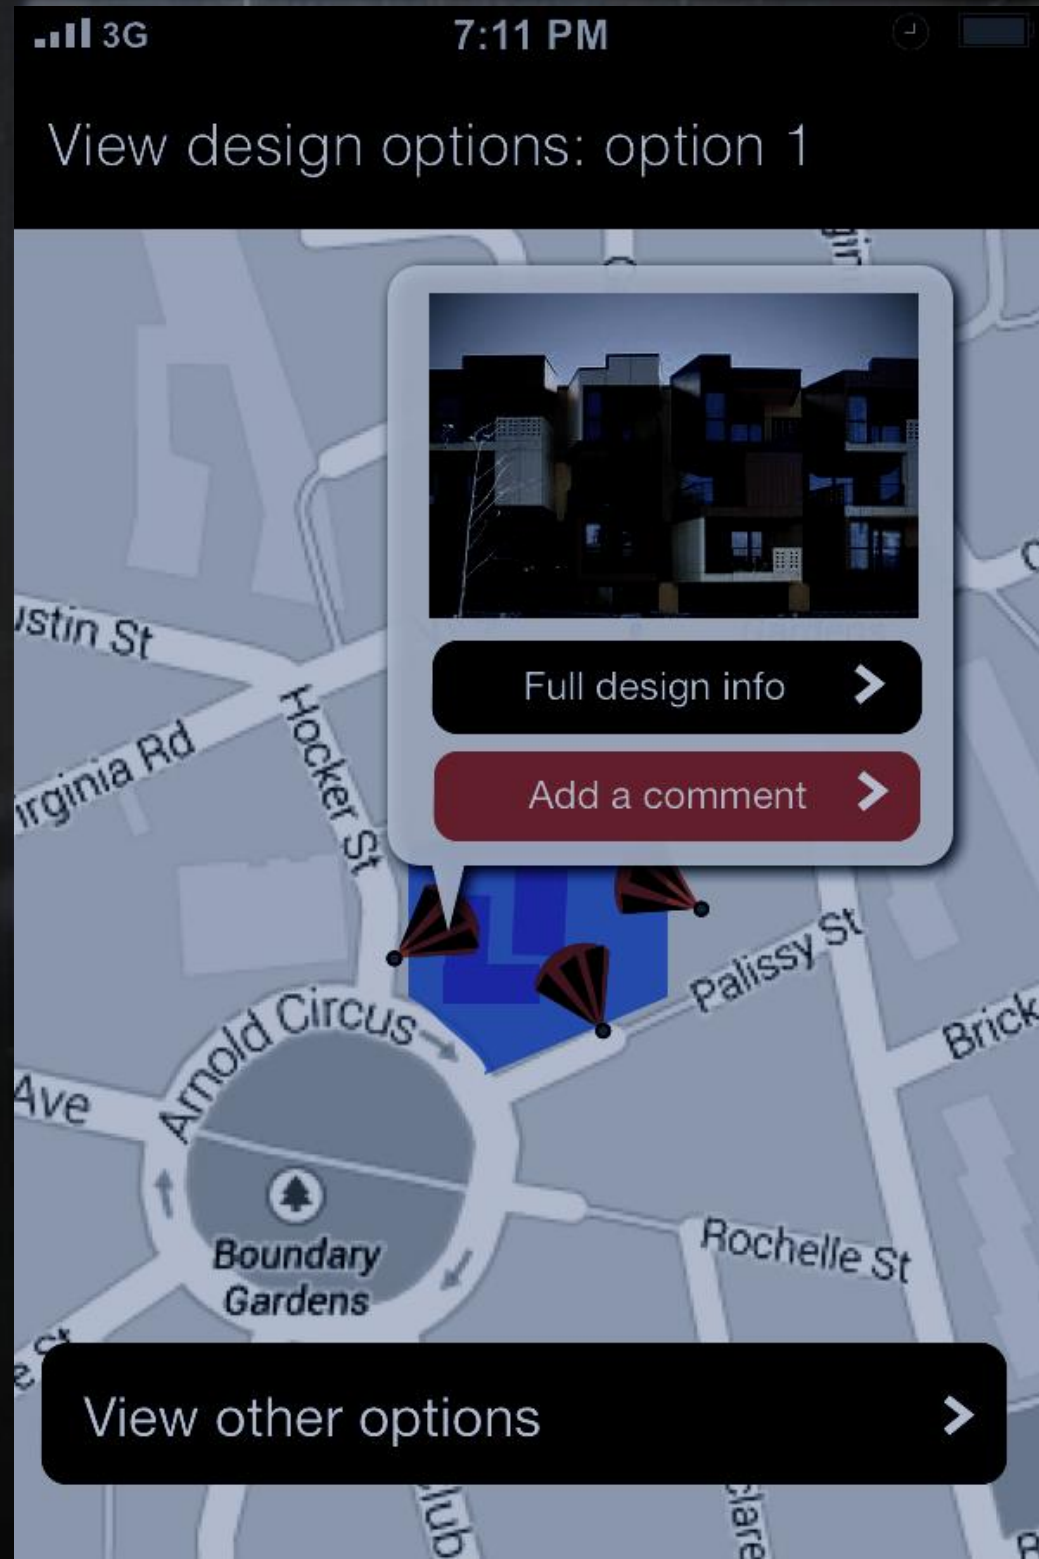 3G
7:11 PM
View design options: option 1
Full design info
Add a comment
Hocker St
Arnold Circus
Palissy St
Brick
Ave
Boundary
Gardens
Rochelle St
View other options